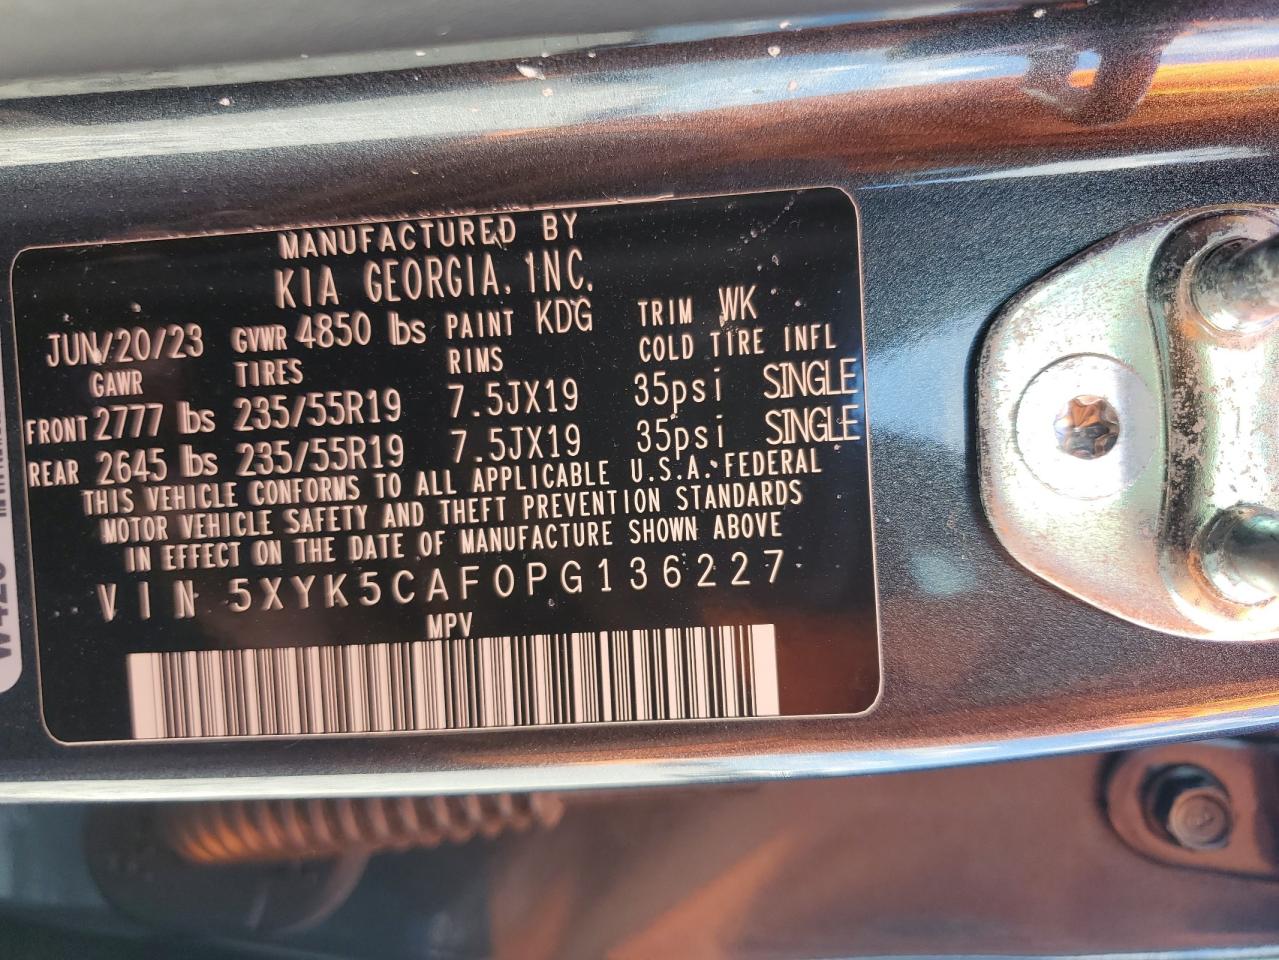 MANUFACTURED BY
KIA GEORGIA, INC.
JUN/20/23 GVWR 4850 lbs PAINT KDG TRIM WK
GAWR TIRES RIMS COLD TIRE INFL
FRONT 2777 lbs 235/55R19 7.5JX19 35psi SINGLE
REAR 2645 lbs 235/55R19 7.5JX19 35psi SINGLE
THIS VEHICLE CONFORMS TO ALL APPLICABLE U.S.A. FEDERAL
MOTOR VEHICLE SAFETY AND THEFT PREVENTION STANDARDS
IN EFFECT ON THE DATE OF MANUFACTURE SHOWN ABOVE
VIN 5XYK5CAF0PG136227
MPV